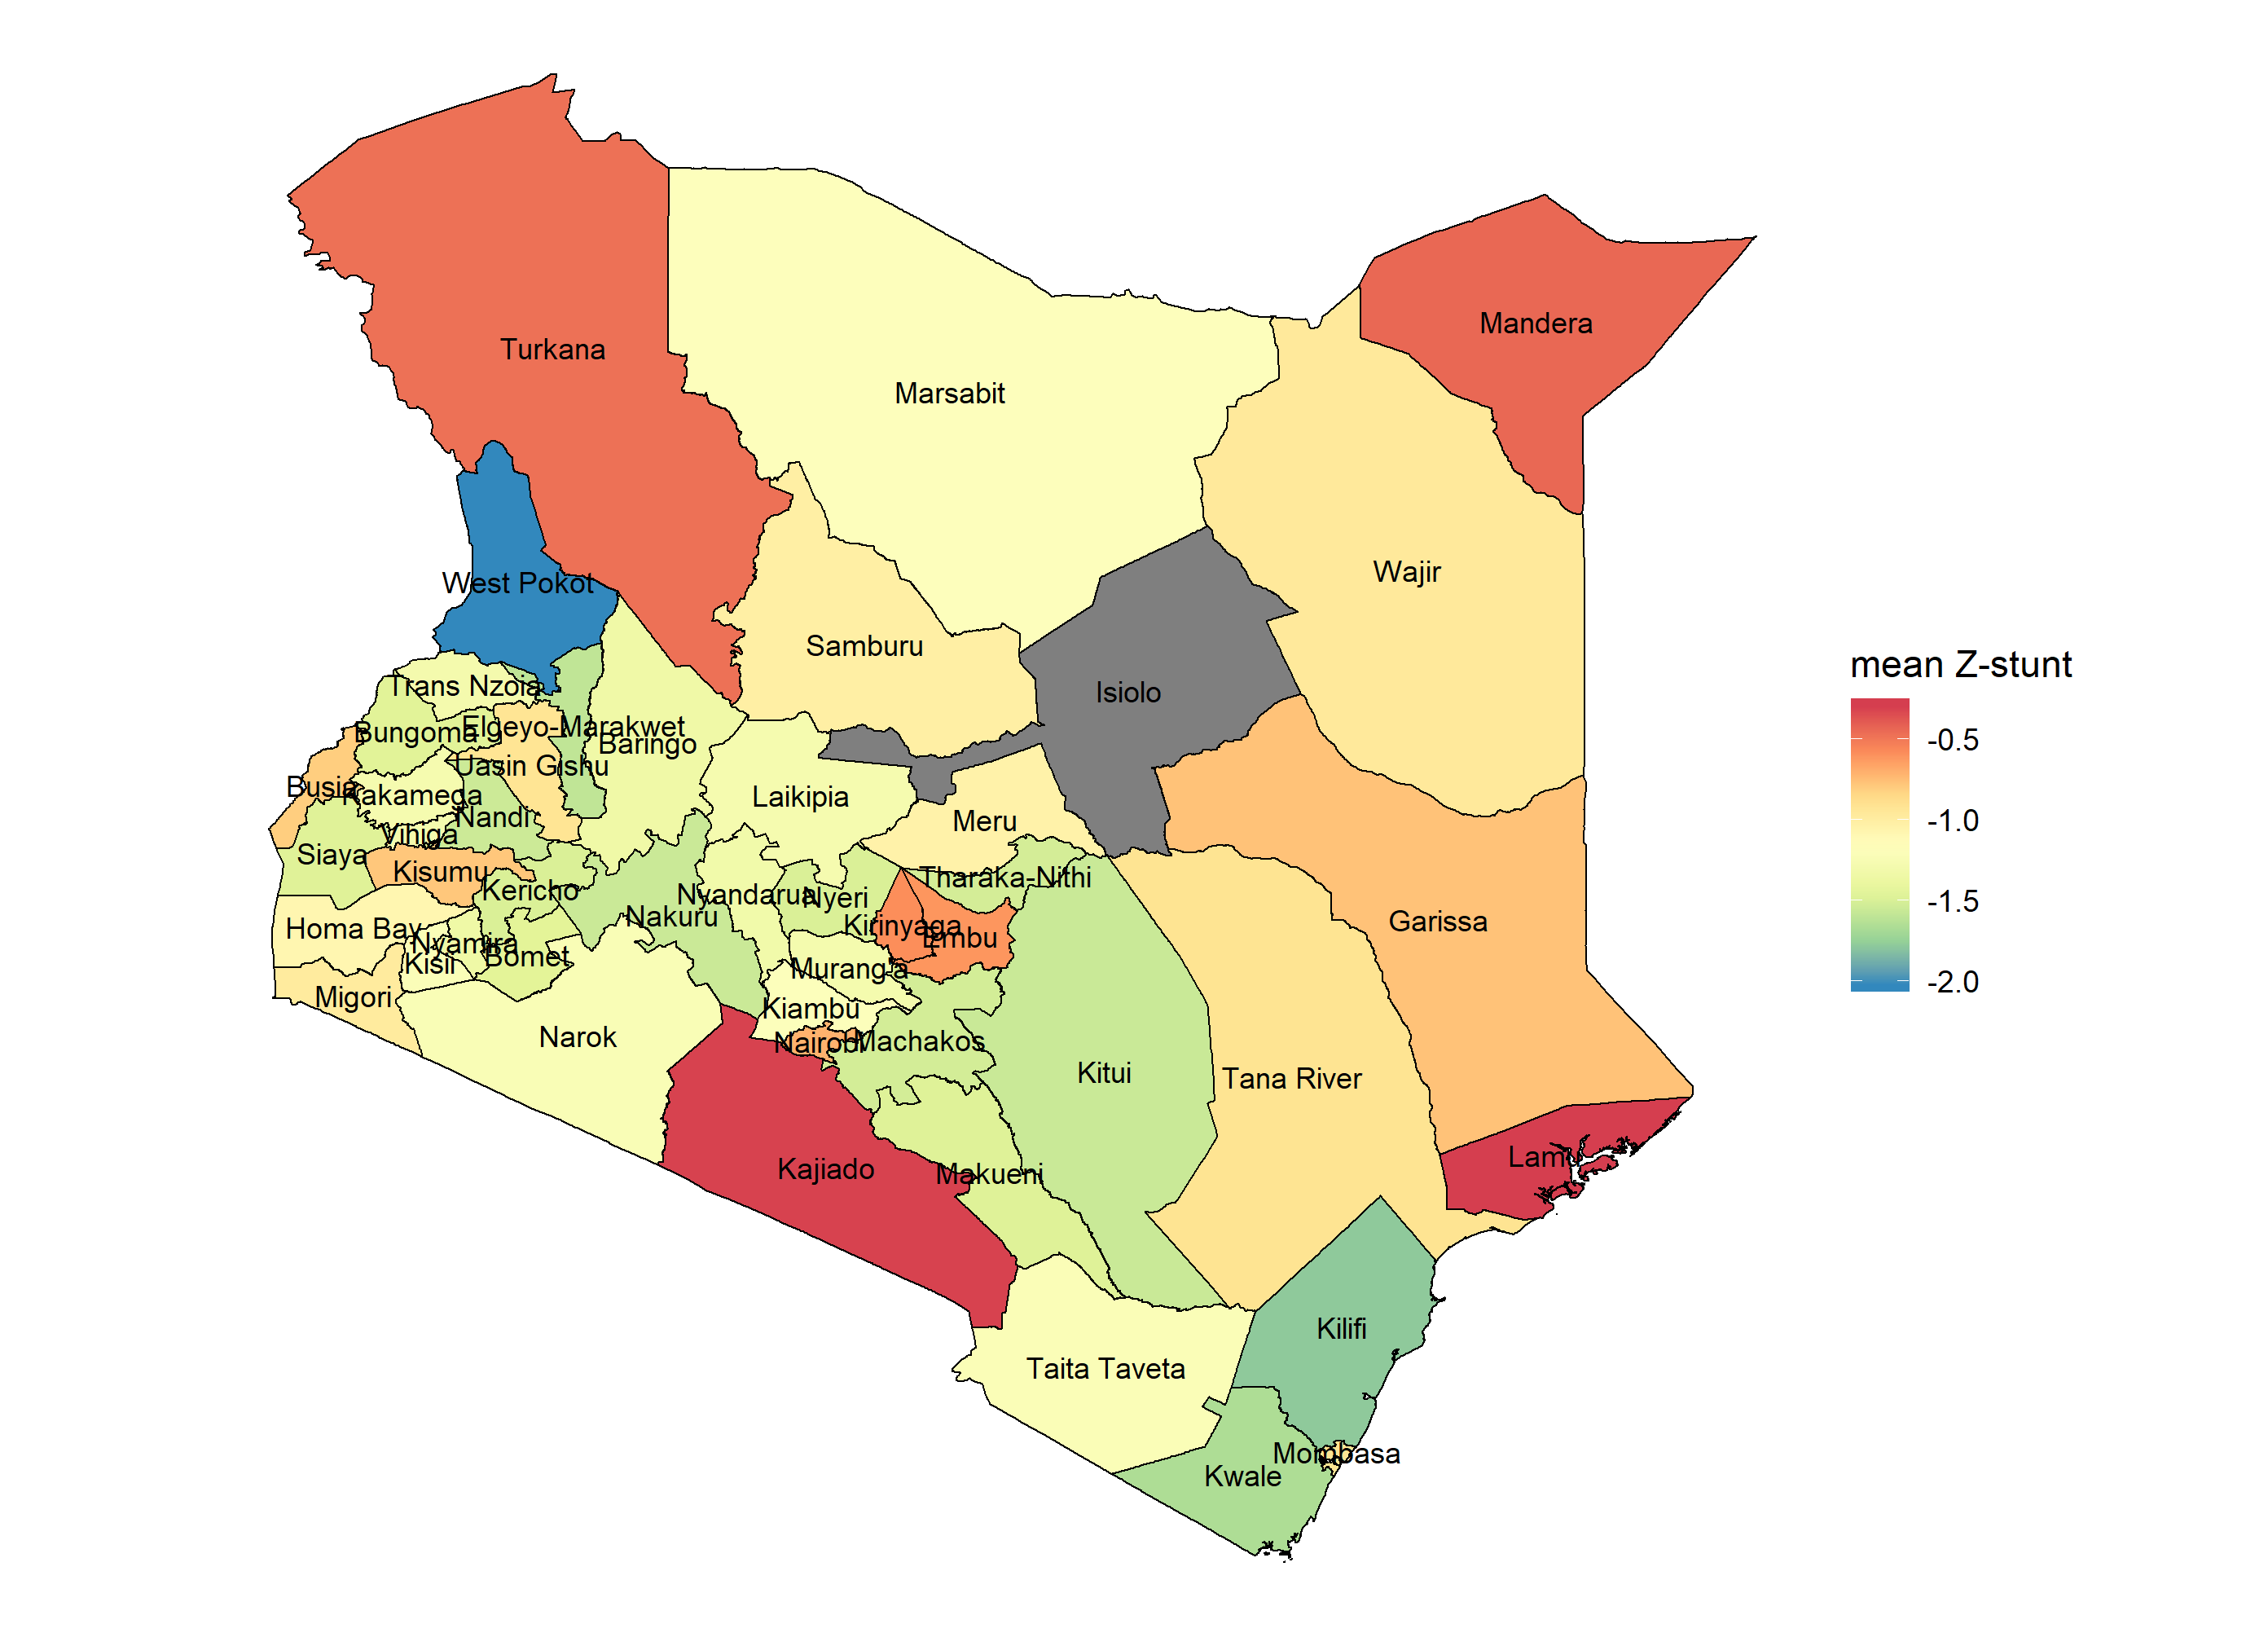 Turkana
Marsabit
Mandera
West Pokot
Wajir
Samburu
Isiolo
Trans Nzoia
Elgeyo-Marakwet
Bungoma
Baringo
Uasin Gishu
Busia
Kakamega
Laikipia
Nandi
Vihiga
Meru
Siaya
Kisumu
Tharaka-Nithi
Kericho
Nyandarua
Nyeri
Nakuru
Kirinyaga
Embu
Garissa
Homa Bay
Nyamira
Bomet
Kisii
Murang'a
Migori
Kiambu
Narok
Nairobi
Machakos
Kitui
Tana River
Lamu
Kajiado
Makueni
Kilifi
Taita Taveta
Mombasa
Kwale
mean Z-stunt
-0.5
-1.0
-1.5
-2.0